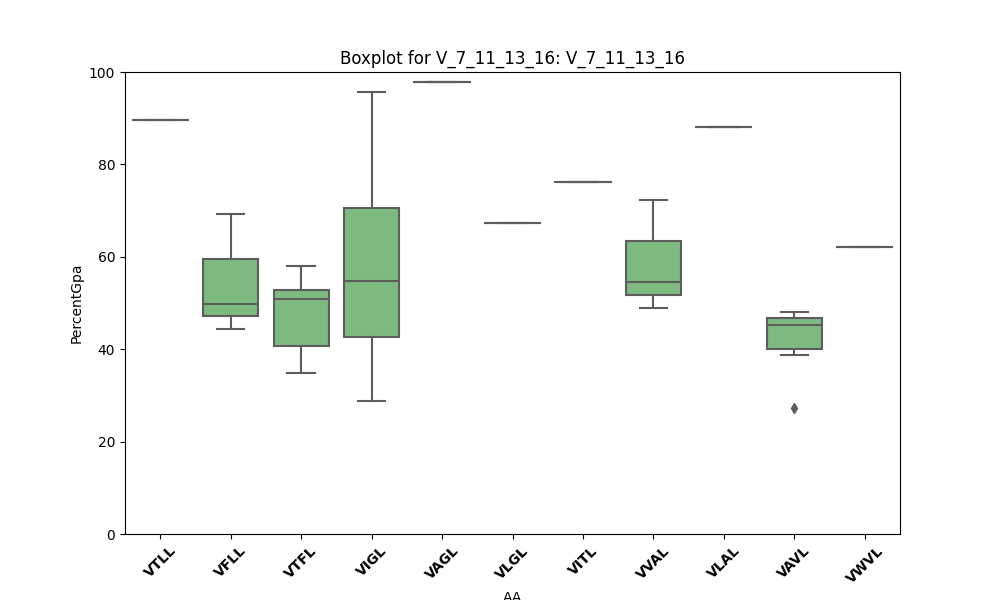 Boxplot for V_7_11_13_16: V_7_11_13_16
PercentGpa
100
80
60
40
20
0
VTLL VFLL VTFL VIGL VAGL VLGL VITL VVAL VLAL VAVL VWVL
AA